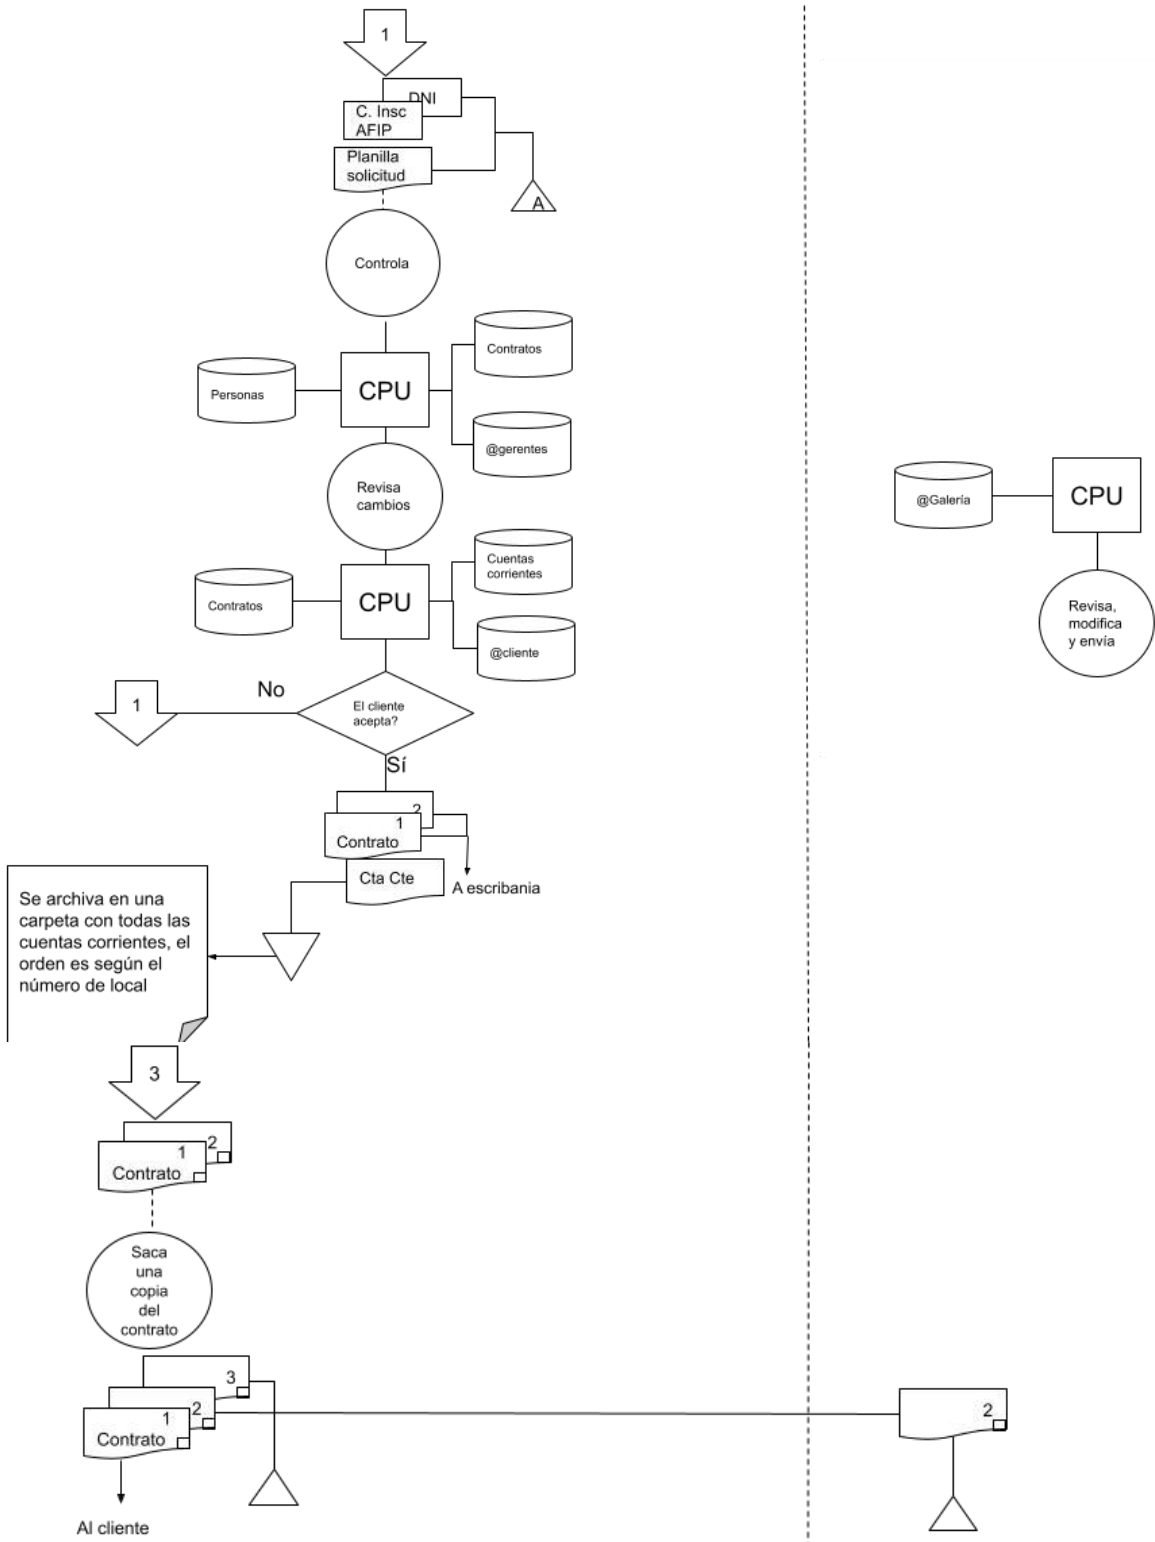 1
DNI
C. Insc
AFIP
Planilla
solicitud
A
Controla
Contratos
Personas
CPU
@gerentes
Revisa
cambios
@Galería
CPU
Revisa,
modifica
y envía
Cuentas
corrientes
Contratos
CPU
@cliente
No
1
El cliente
acepta?
Sí
2
1
Contrato
Cta Cte
A escribania
Se archiva en una
carpeta con todas las
cuentas corrientes, el
orden es según el
número de local
3
2
1
Contrato
Saca
una
copia
del
contrato
3
2
1
Contrato
2
Al cliente